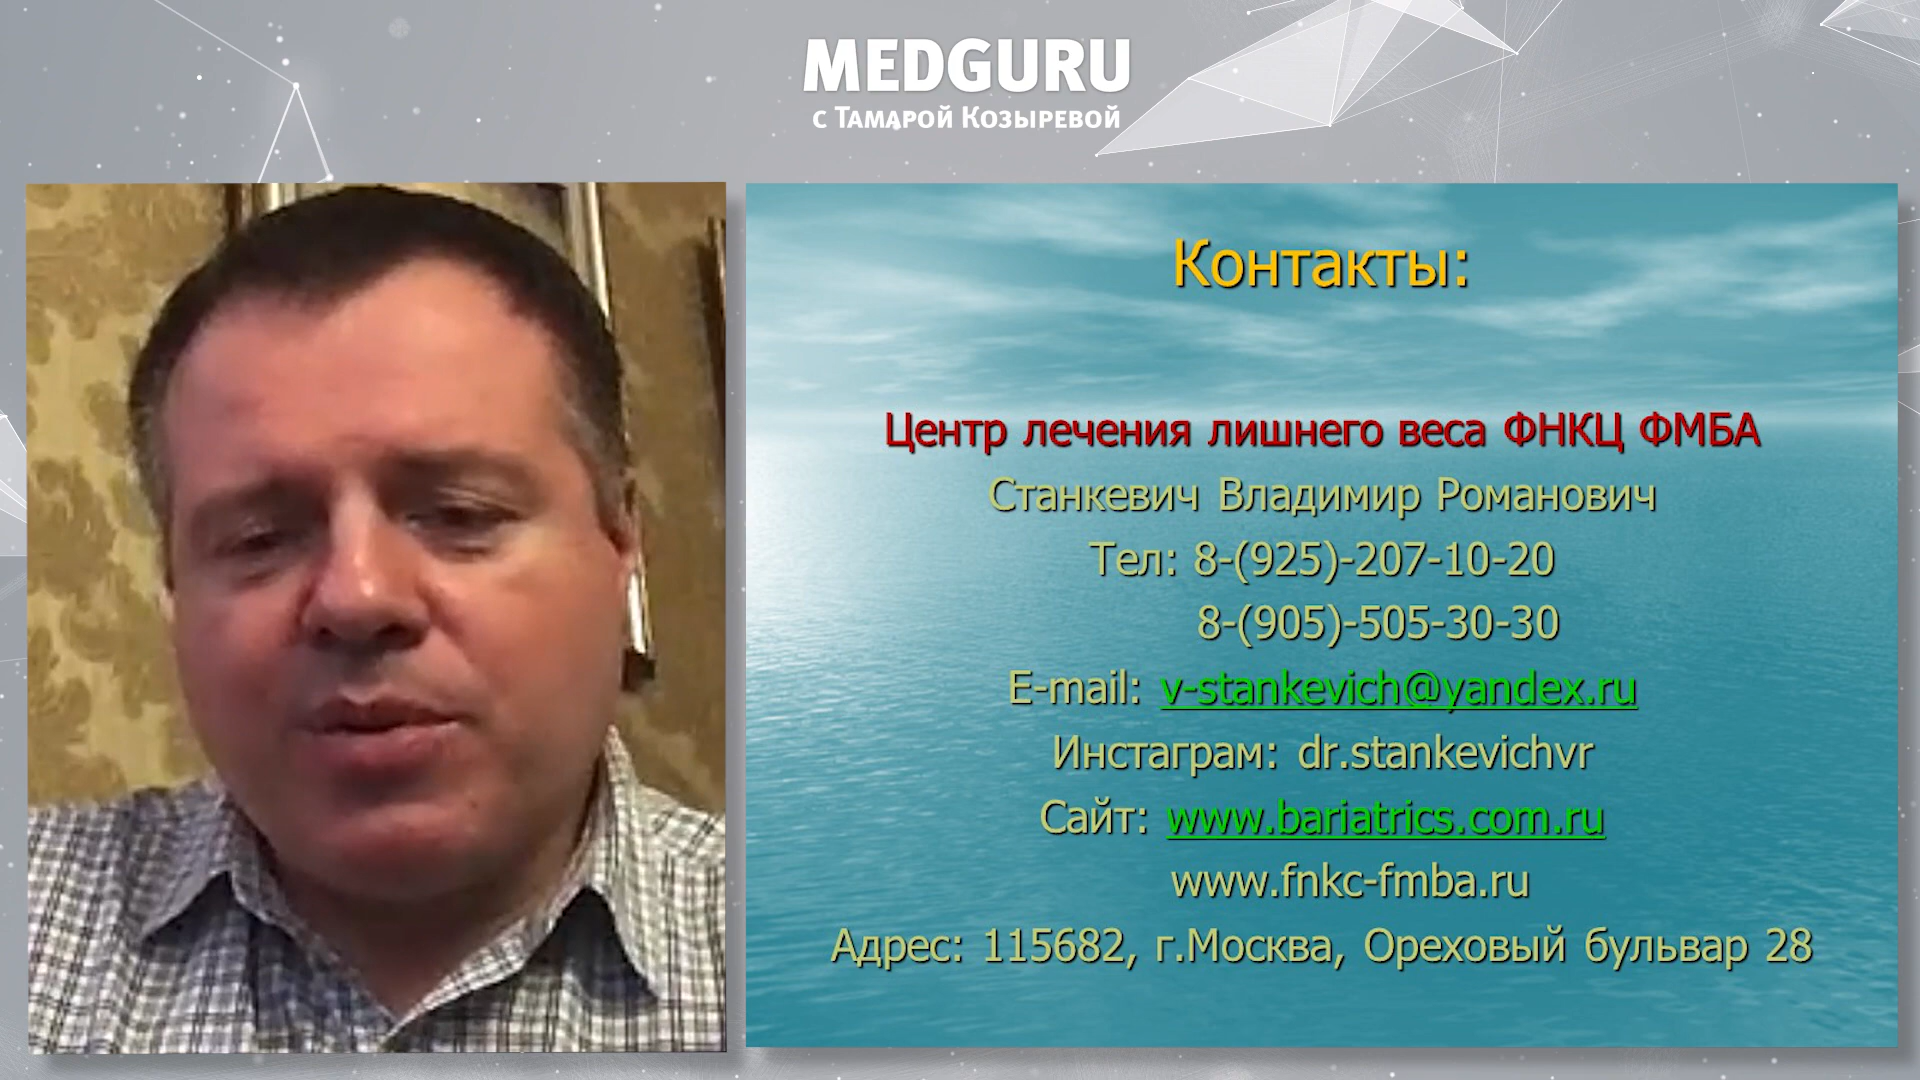 MEDGURU
с Тамарой Козыревой
Контакты:
Центр лечения лишнего веса ФНКЦ ФМБА
Станкевич Владимир Романович
Тел: 8-(925)-207-10-20
8-(905)-505-30-30
E-mail: v-stankevich@yandex.ru
Инстаграм: dr.stankevichvr
Сайт: www.bariatrics.com.ru
www.fnkc-fmba.ru
Адрес: 115682, г.Москва, Ореховый бульвар 28